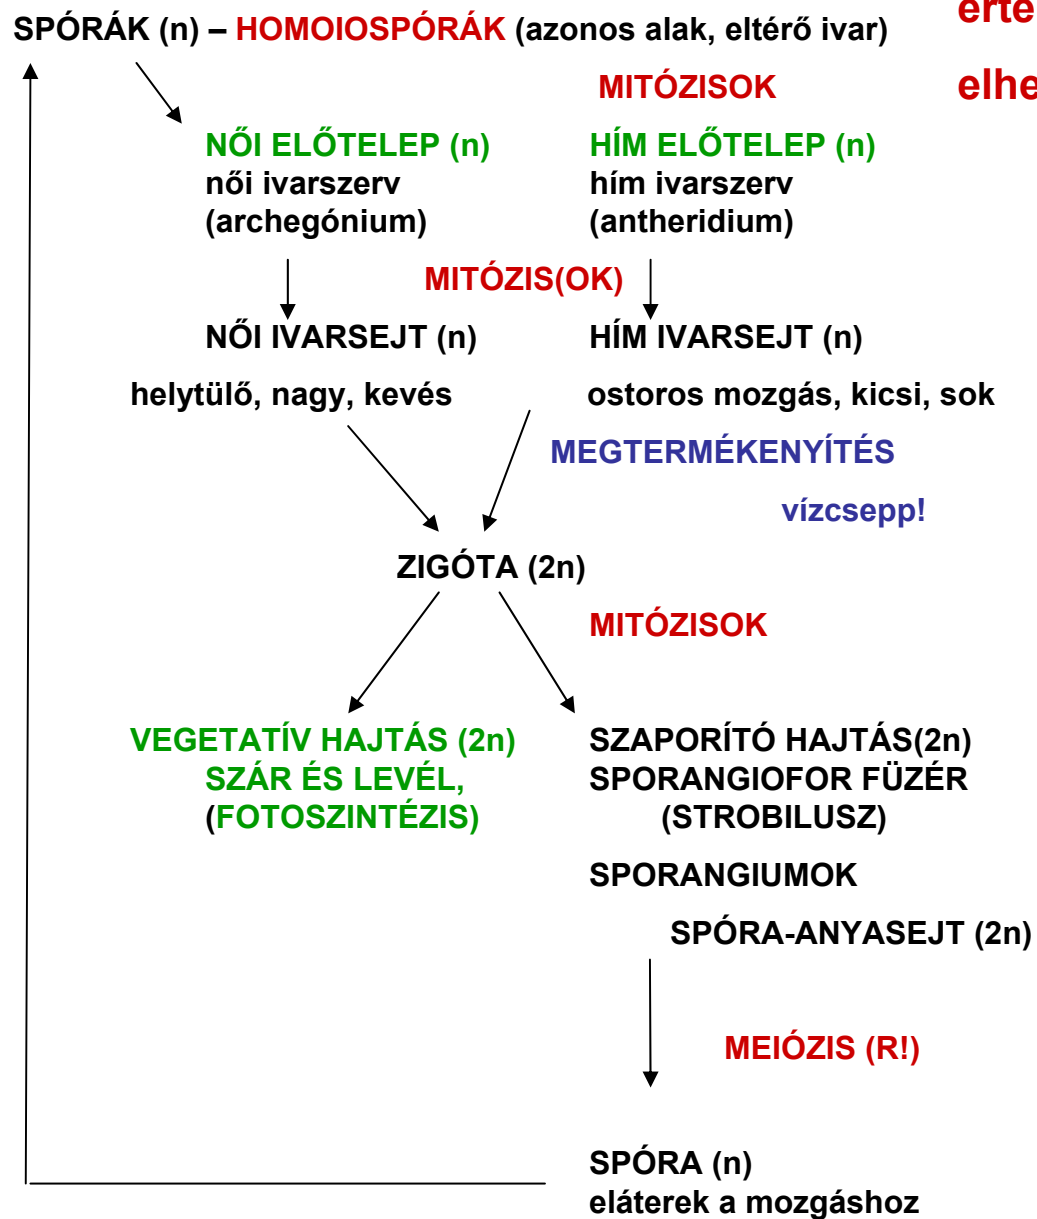 SPÓRÁK (n) – HOMOIOSPÓRÁK (azonos alak, eltérő ivar)
MITÓZISOK
NŐI ELŐTELEP (n) HÍM ELŐTELEP (n)
női ivarszerv hím ivarszerv
(archegónium) (antheridium)
MITÓZIS(OK)
NŐI IVARSEJT (n) HÍM IVARSEJT (n)
helytülő, nagy, kevés ostoros mozgás, kicsi, sok
MEGTERMÉKENYÍTÉS
vízcsepp!
ZIGÓTA (2n)
MITÓZISOK
VEGETATÍV HAJTÁS (2n) SZAPORÍTÓ HAJTÁS(2n)
SZÁR ÉS LEVÉL, SPORANGIOFOR FÜZÉR
(FOTOSZINTÉZIS) (STROBILUSZ)
SPORANGIUMOK
SPÓRA-ANYASEJT (2n)
MEIÓZIS (R!)
SPÓRA (n)
eláterek a mozgáshoz